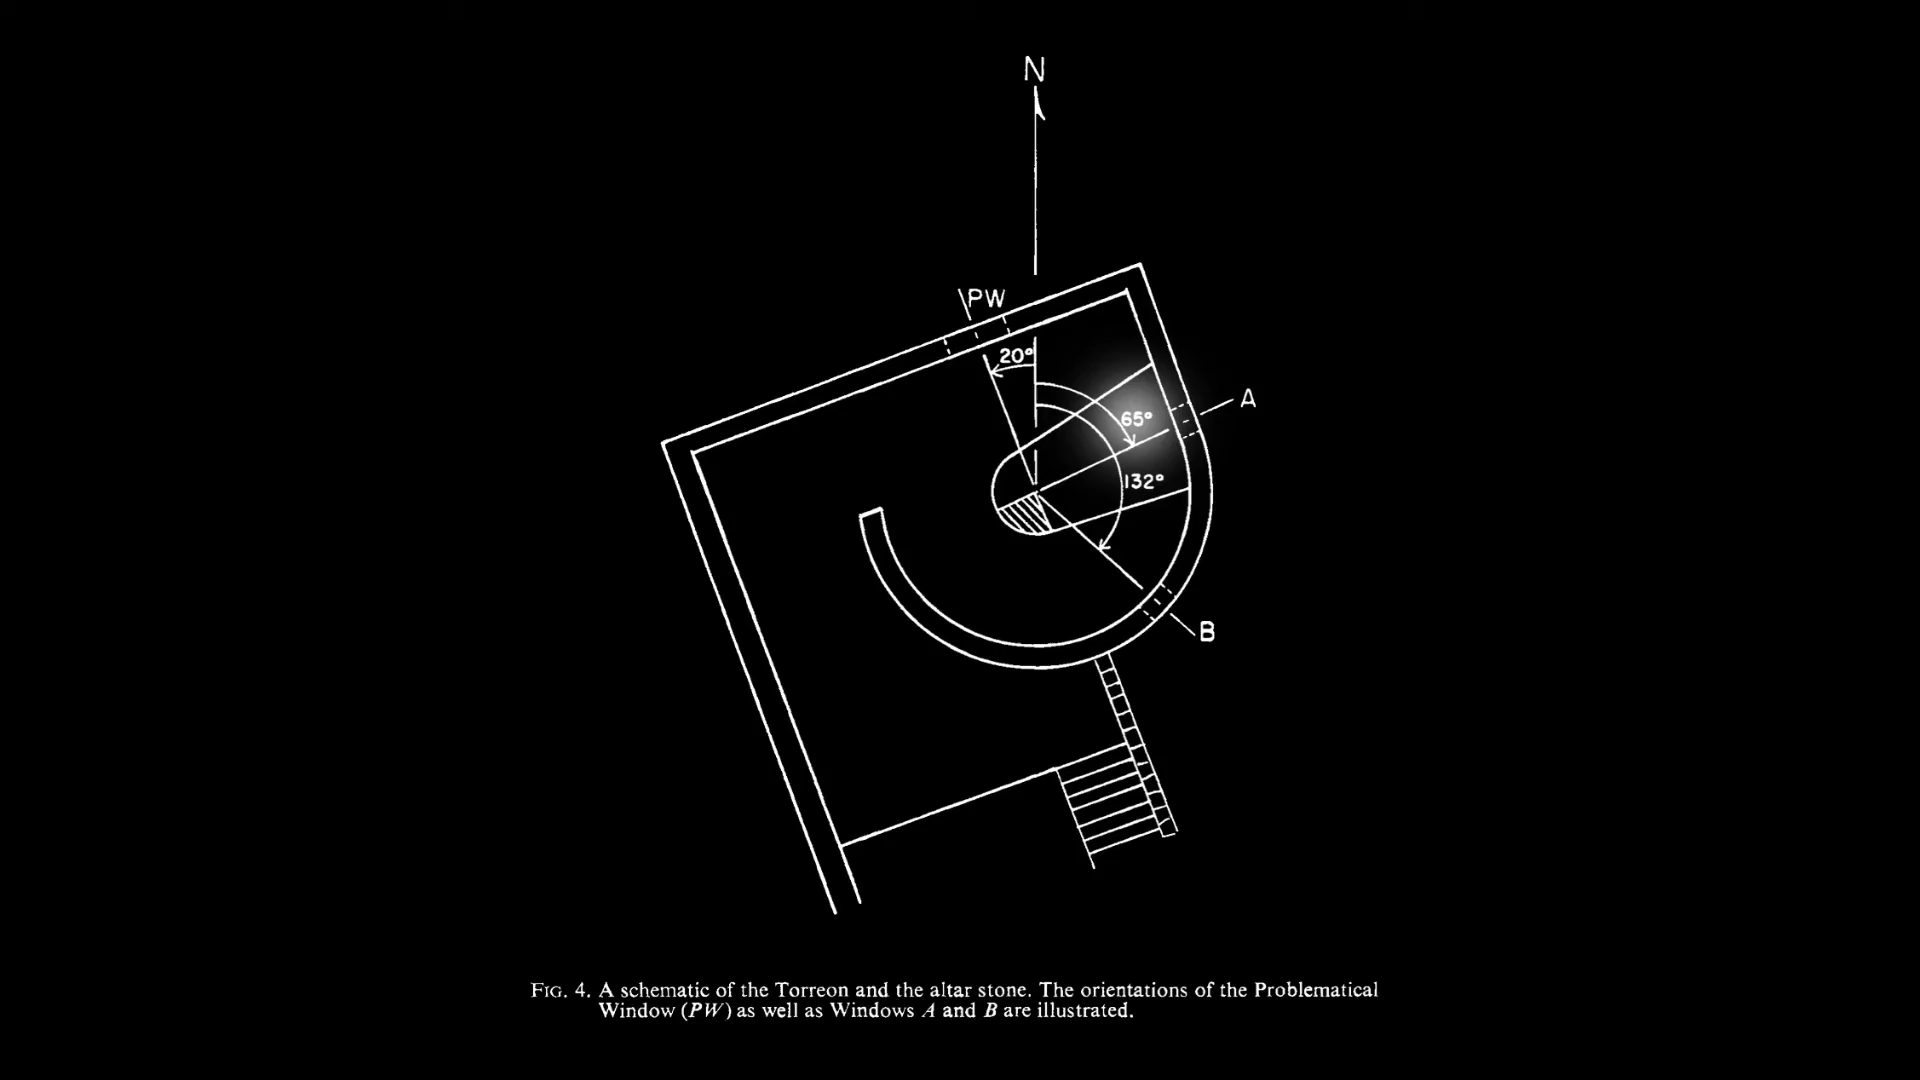 N
PW
20°
A
65°
132°
B
FIG. 4. A schematic of the Torreon and the altar stone. The orientations of the Problematical
Window (PW) as well as Windows A and B are illustrated.